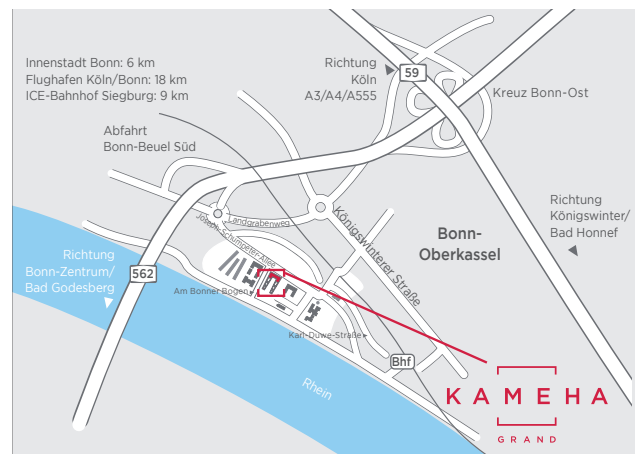 Innenstadt Bonn: 6 km
Flughafen Köln/Bonn: 18 km
ICE-Bahnhof Siegburg: 9 km
Richtung
Köln
A3/A4/A555
59
Kreuz Bonn-Ost
Abfahrt
Bonn-Beuel Süd
Richtung
Königswinter/
Bad Honnef
Landgrabenweg
Joseph-Schumpeter-Allee
Königswinterer Straße
Bonn-
Oberkassel
Richtung
Bonn-Zentrum/
Bad Godesberg
562
Am Bonner Bogen
Karl-Duwe-Straße
Bhf
Rhein
KAMEHA
GRAND